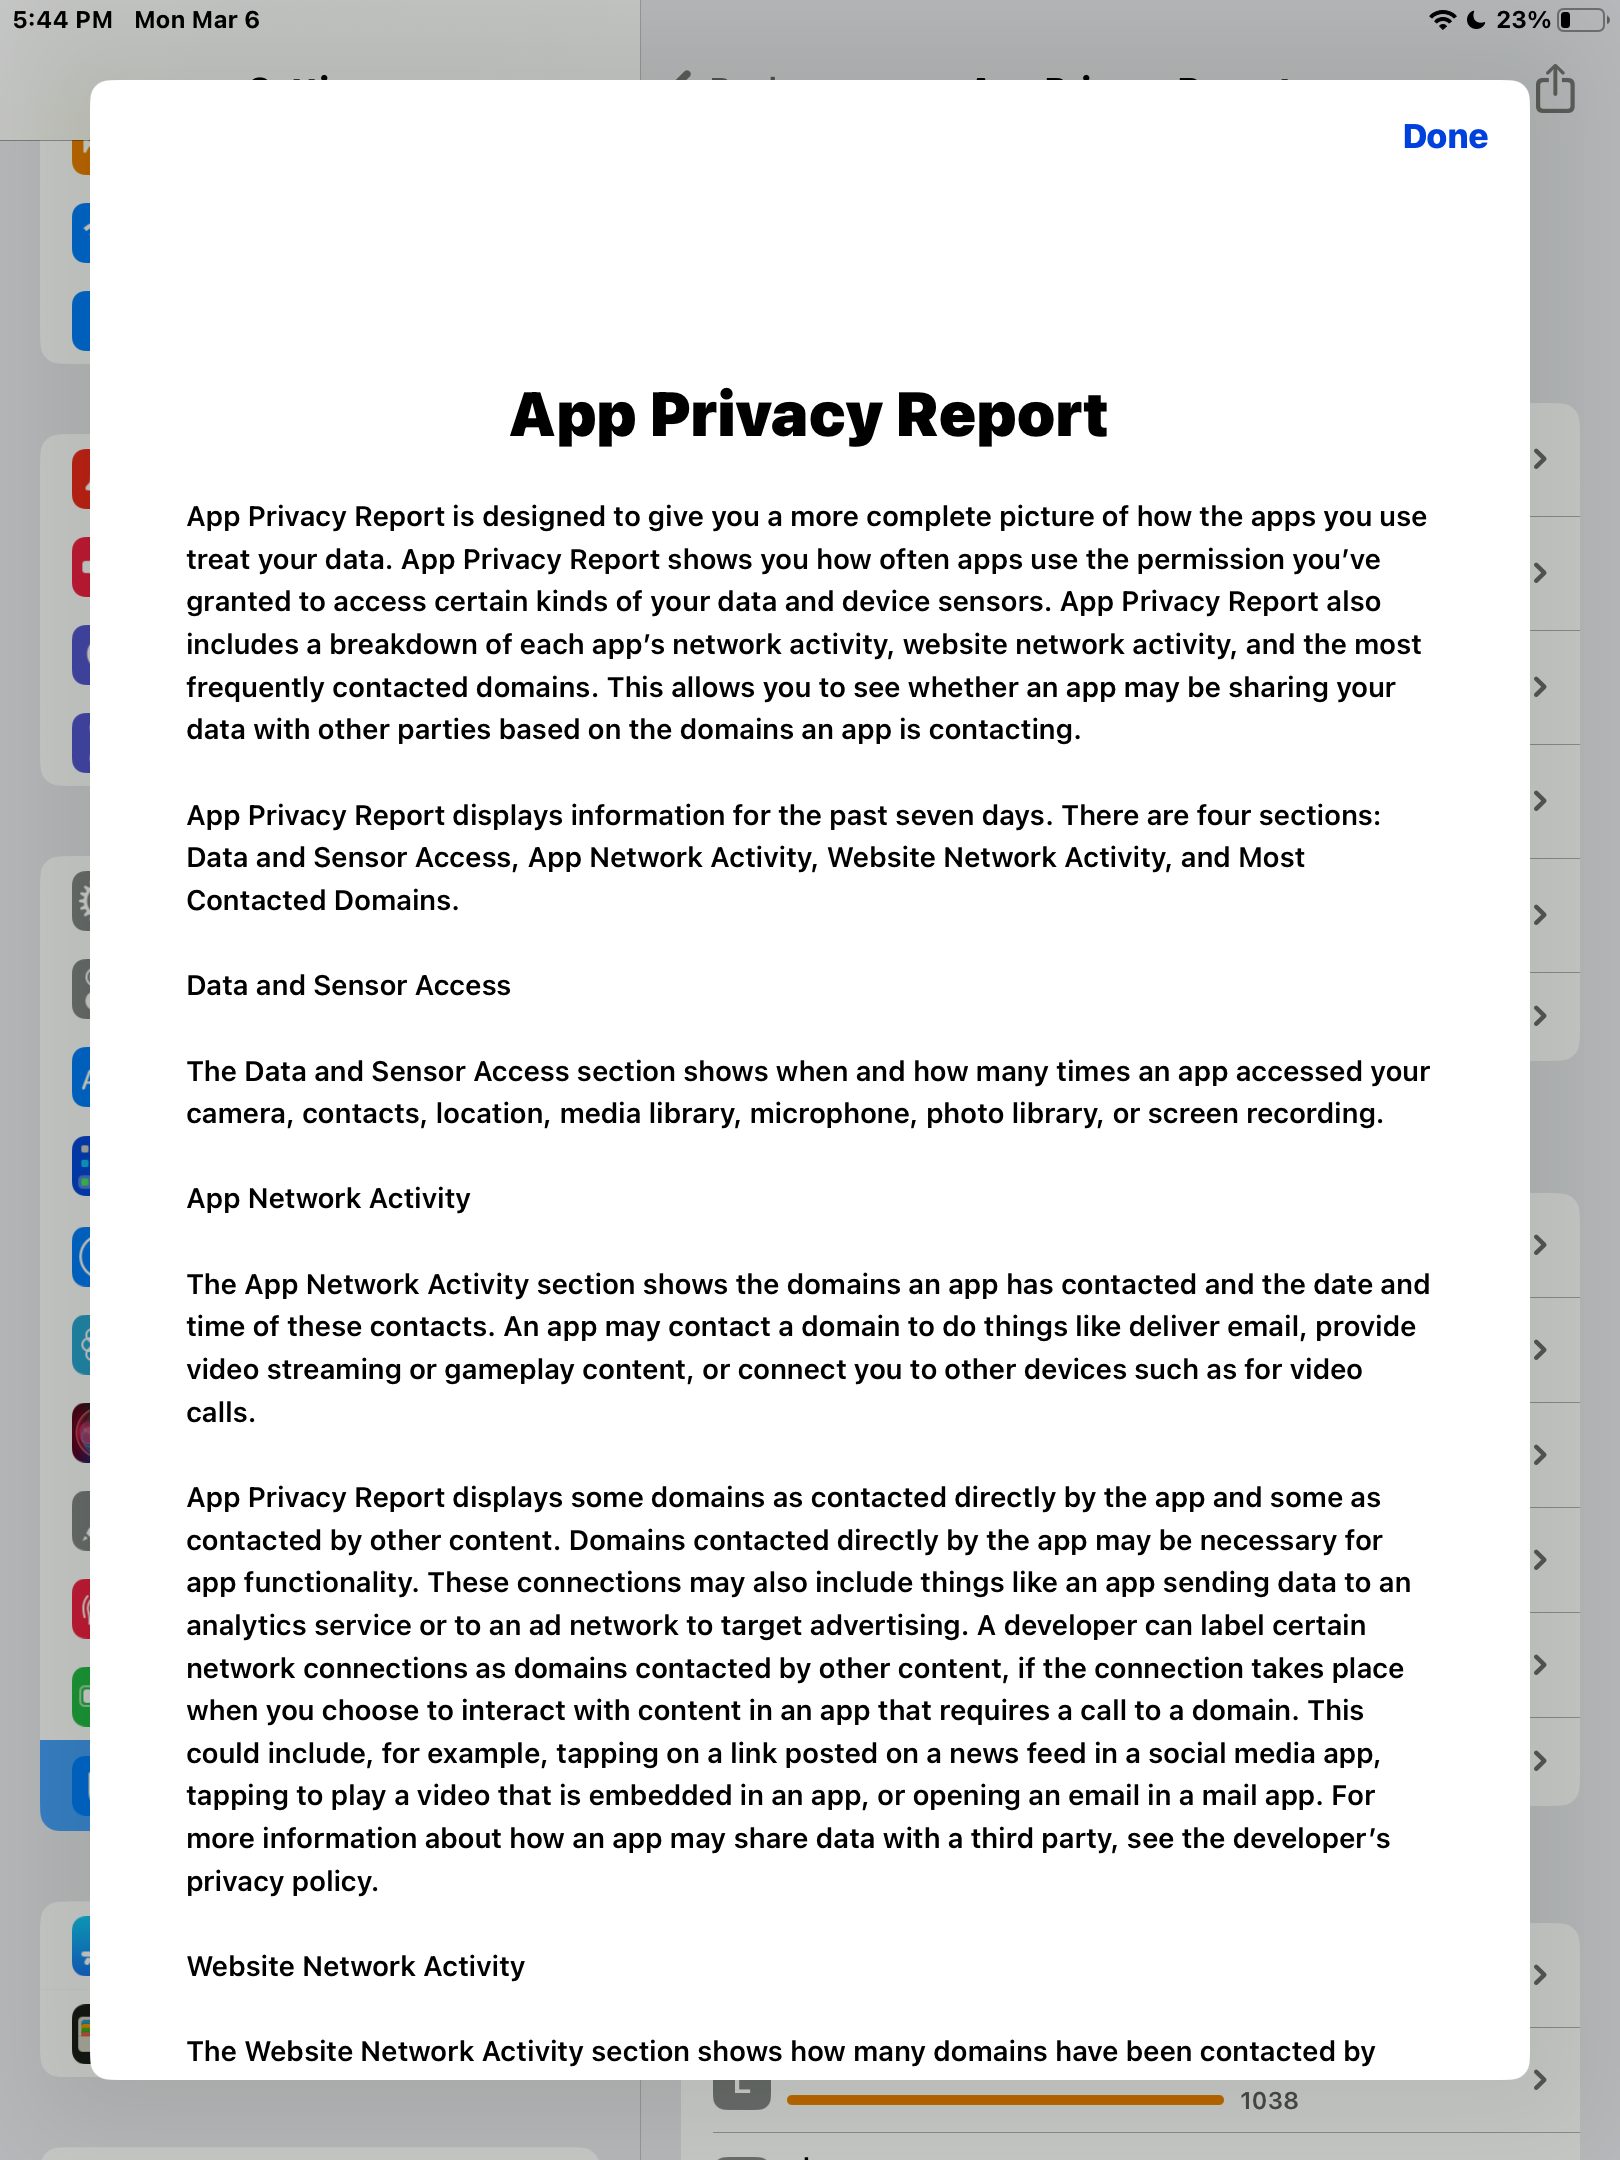 5:44 PM Mon Mar 6
23%
Done
App Privacy Report
App Privacy Report is designed to give you a more complete picture of how the apps you use
treat your data. App Privacy Report shows you how often apps use the permission you’ve
granted to access certain kinds of your data and device sensors. App Privacy Report also
includes a breakdown of each app’s network activity, website network activity, and the most
frequently contacted domains. This allows you to see whether an app may be sharing your
data with other parties based on the domains an app is contacting.
App Privacy Report displays information for the past seven days. There are four sections:
Data and Sensor Access, App Network Activity, Website Network Activity, and Most
Contacted Domains.
Data and Sensor Access
The Data and Sensor Access section shows when and how many times an app accessed your
camera, contacts, location, media library, microphone, photo library, or screen recording.
App Network Activity
The App Network Activity section shows the domains an app has contacted and the date and
time of these contacts. An app may contact a domain to do things like deliver email, provide
video streaming or gameplay content, or connect you to other devices such as for video
calls.
App Privacy Report displays some domains as contacted directly by the app and some as
contacted by other content. Domains contacted directly by the app may be necessary for
app functionality. These connections may also include things like an app sending data to an
analytics service or to an ad network to target advertising. A developer can label certain
network connections as domains contacted by other content, if the connection takes place
when you choose to interact with content in an app that requires a call to a domain. This
could include, for example, tapping on a link posted on a news feed in a social media app,
tapping to play a video that is embedded in an app, or opening an email in a mail app. For
more information about how an app may share data with a third party, see the developer’s
privacy policy.
Website Network Activity
The Website Network Activity section shows how many domains have been contacted by
1038